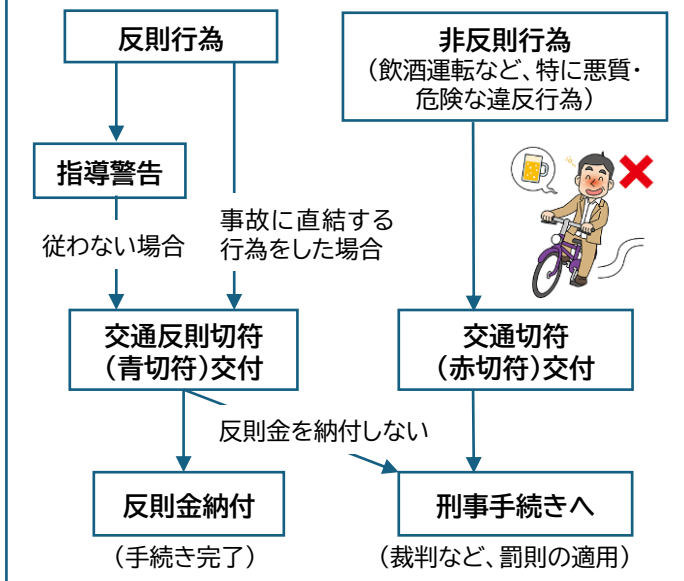 反則行為
非反則行為
（飲酒運転など、特に悪質・
危険な違反行為）
指導警告
従わない場合
事故に直結する
行為をした場合
交通反則切符
（青切符）交付
交通切符
（赤切符）交付
反則金を納付しない
反則金納付
（手続き完了）
刑事手続きへ
（裁判など、罰則の適用）